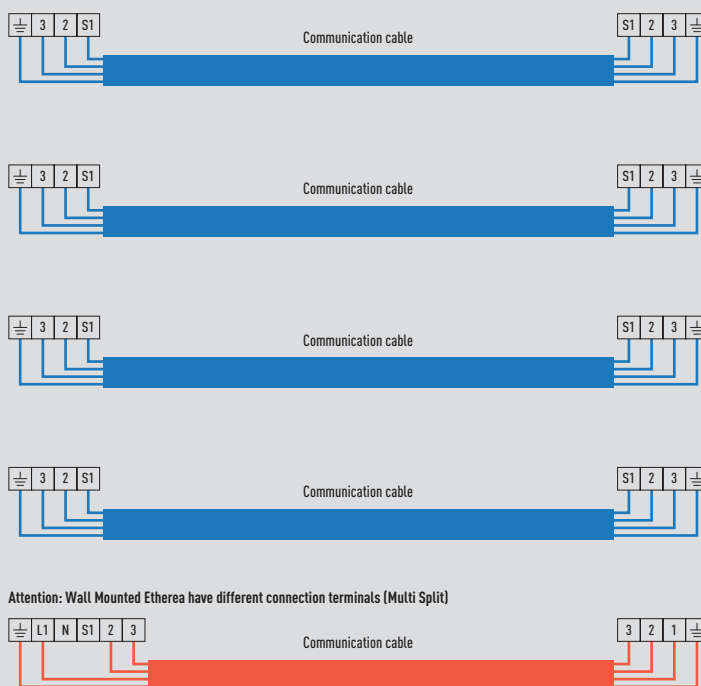 3 2 S1 S1 2 3
Communication cable
3 2 S1 S1 2 3
Communication cable
3 2 S1 S1 2 3
Communication cable
3 2 S1 S1 2 3
Communication cable
Attention: Wall Mounted Etherea have different connection terminals (Multi Split)
L1 N S1 2 3 3 2 1
Communication cable